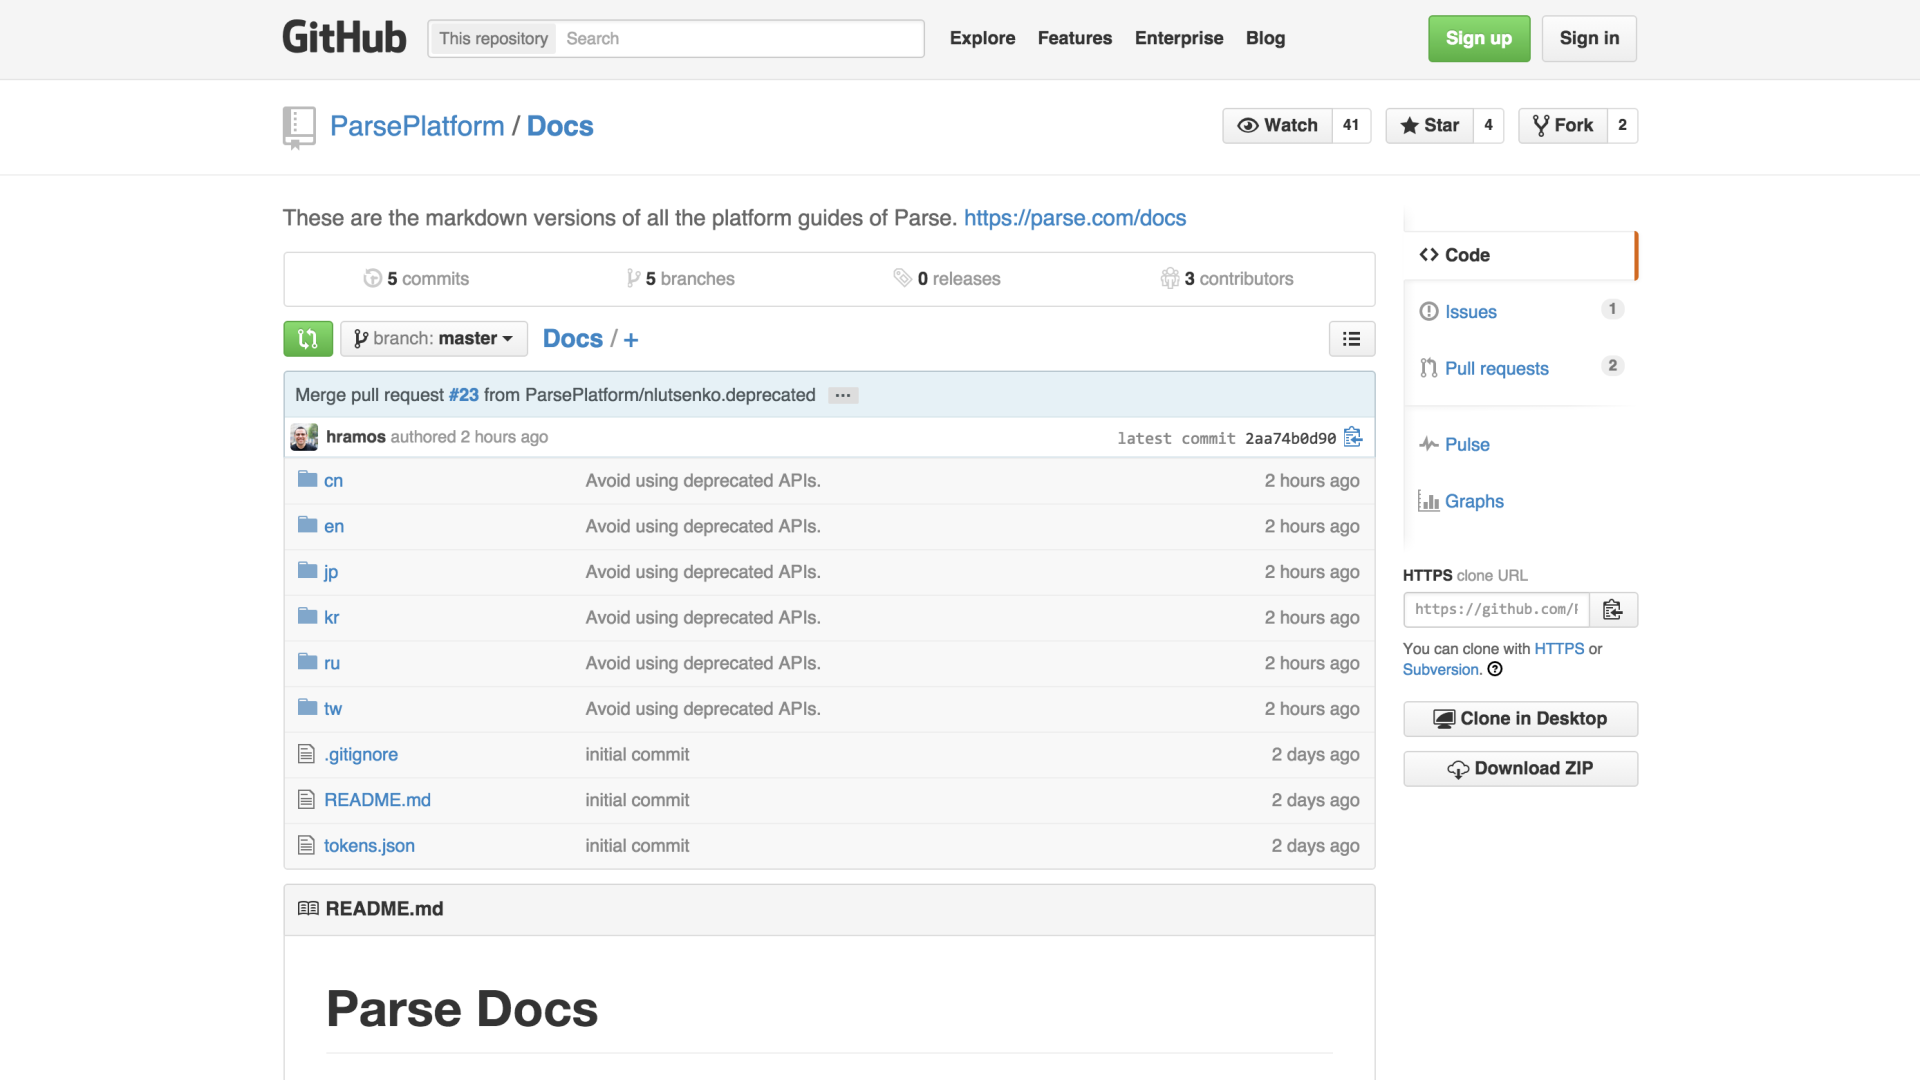 GitHub This repository Search Explore Features Enterprise Blog Sign up Sign in
ParsePlatform / Docs Watch 41 Star 4 Fork 2
These are the markdown versions of all the platform guides of Parse. https://parse.com/docs
5 commits 5 branches 0 releases 3 contributors
branch: master Docs / +
Merge pull request #23 from ParsePlatform/nlutsenko.deprecated ...
hramos authored 2 hours ago latest commit 2aa74b0d90
cn Avoid using deprecated APIs. 2 hours ago
en Avoid using deprecated APIs. 2 hours ago
jp Avoid using deprecated APIs. 2 hours ago
kr Avoid using deprecated APIs. 2 hours ago
ru Avoid using deprecated APIs. 2 hours ago
tw Avoid using deprecated APIs. 2 hours ago
.gitignore initial commit 2 days ago
README.md initial commit 2 days ago
tokens.json initial commit 2 days ago
README.md
Parse Docs
Code
Issues 1
Pull requests 2
Pulse
Graphs
HTTPS clone URL
https://github.com/
You can clone with HTTPS or
Subversion.
Clone in Desktop
Download ZIP